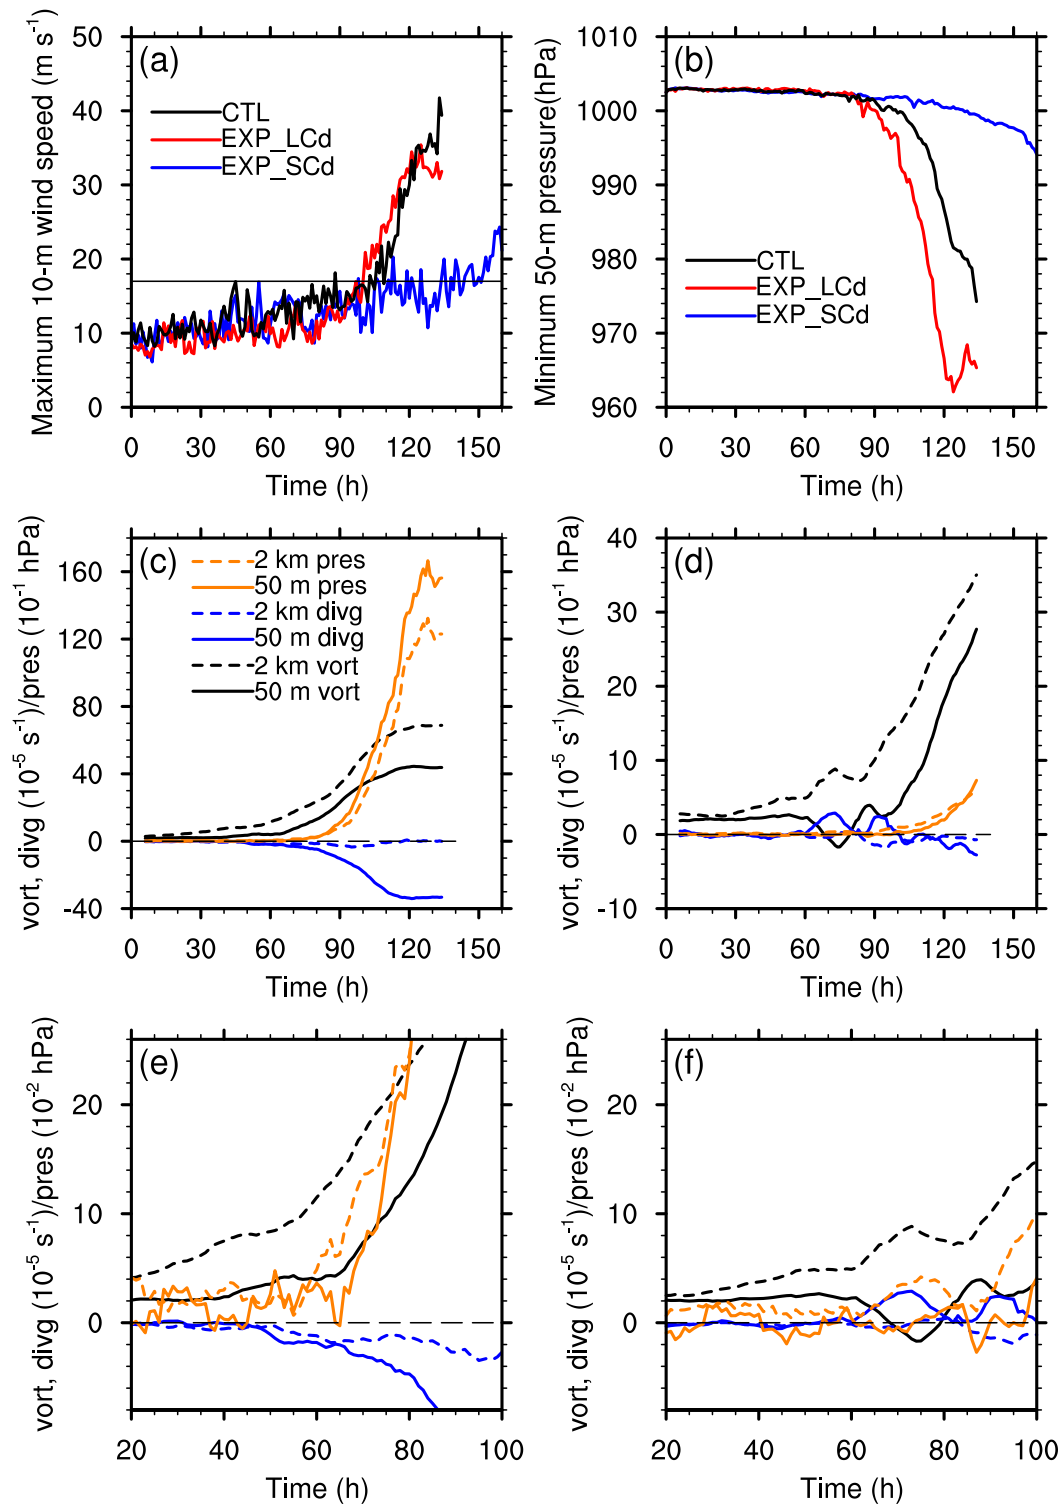 (a)
Maximum 10-m wind speed (m s-1)
50
40
30
20
10
0
CTL
EXP_LCd
EXP_SCd
0 30 60 90 120 150
Time (h)
(b)
Minimum 50-m pressure(hPa)
1010
1000
990
980
970
960
CTL
EXP_LCd
EXP_SCd
0 30 60 90 120 150
Time (h)
(c)
vort, divg (10-5 s-1)/pres (10-1 hPa)
160
120
80
40
0
-40
2 km pres
50 m pres
2 km divg
50 m divg
2 km vort
50 m vort
0 30 60 90 120 150
Time (h)
(d)
vort, divg (10-5 s-1)/pres (10-1 hPa)
40
30
20
10
0
-10
0 30 60 90 120 150
Time (h)
(e)
vort, divg (10-5 s-1)/pres (10-2 hPa)
20
10
0
20 40 60 80 100
Time (h)
(f)
vort, divg (10-5 s-1)/pres (10-2 hPa)
20
10
0
20 40 60 80 100
Time (h)